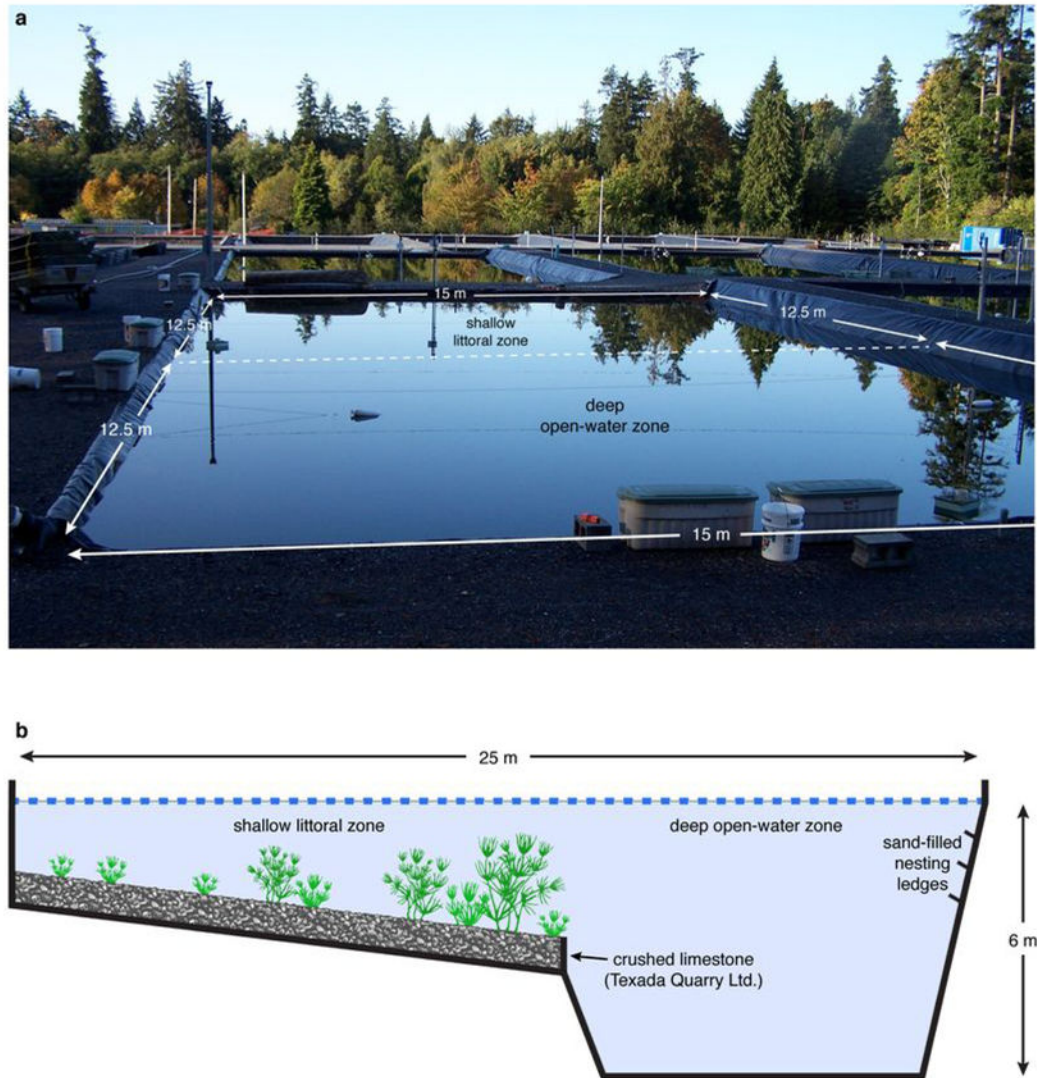 a
15 m
12.5 m
12.5 m
shallow
littoral zone
deep
open-water zone
12.5 m
15 m
b
25 m
shallow littoral zone
deep open-water zone
sand-filled
nesting
ledges
6 m
crushed limestone
(Texada Quarry Ltd.)